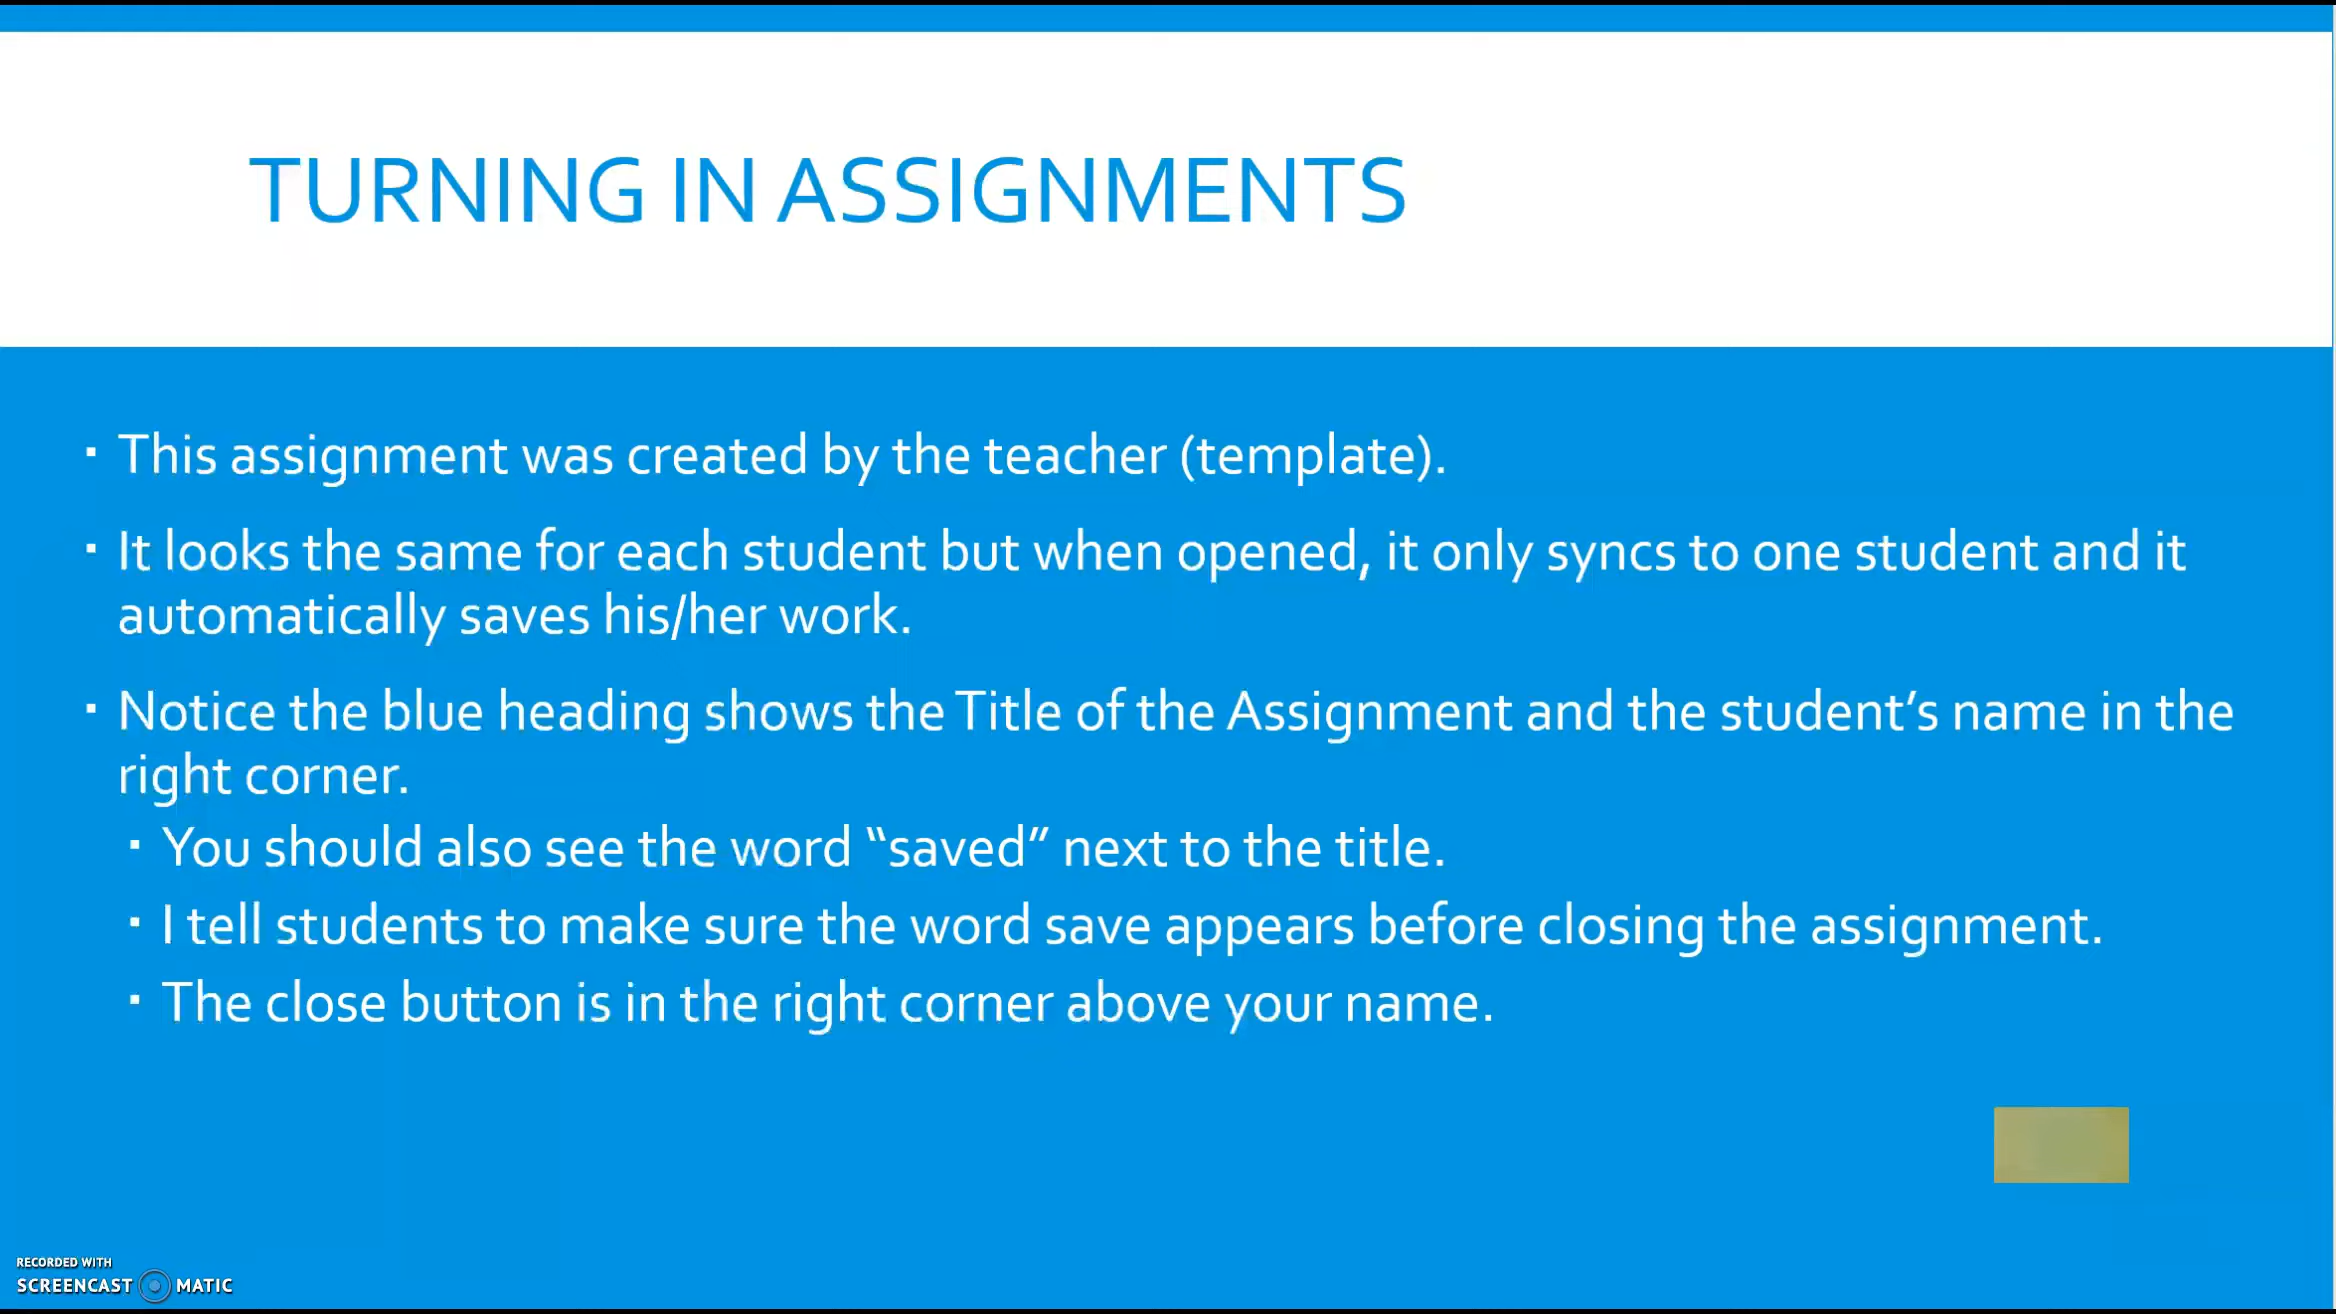 TURNING IN ASSIGNMENTS
▪ This assignment was created by the teacher (template).
▪ It looks the same for each student but when opened, it only syncs to one student and it
automatically saves his/her work.
▪ Notice the blue heading shows the Title of the Assignment and the student’s name in the
right corner.
▪ You should also see the word “saved” next to the title.
▪ I tell students to make sure the word save appears before closing the assignment.
▪ The close button is in the right corner above your name.
RECORDED WITH
SCREENCAST MATIC